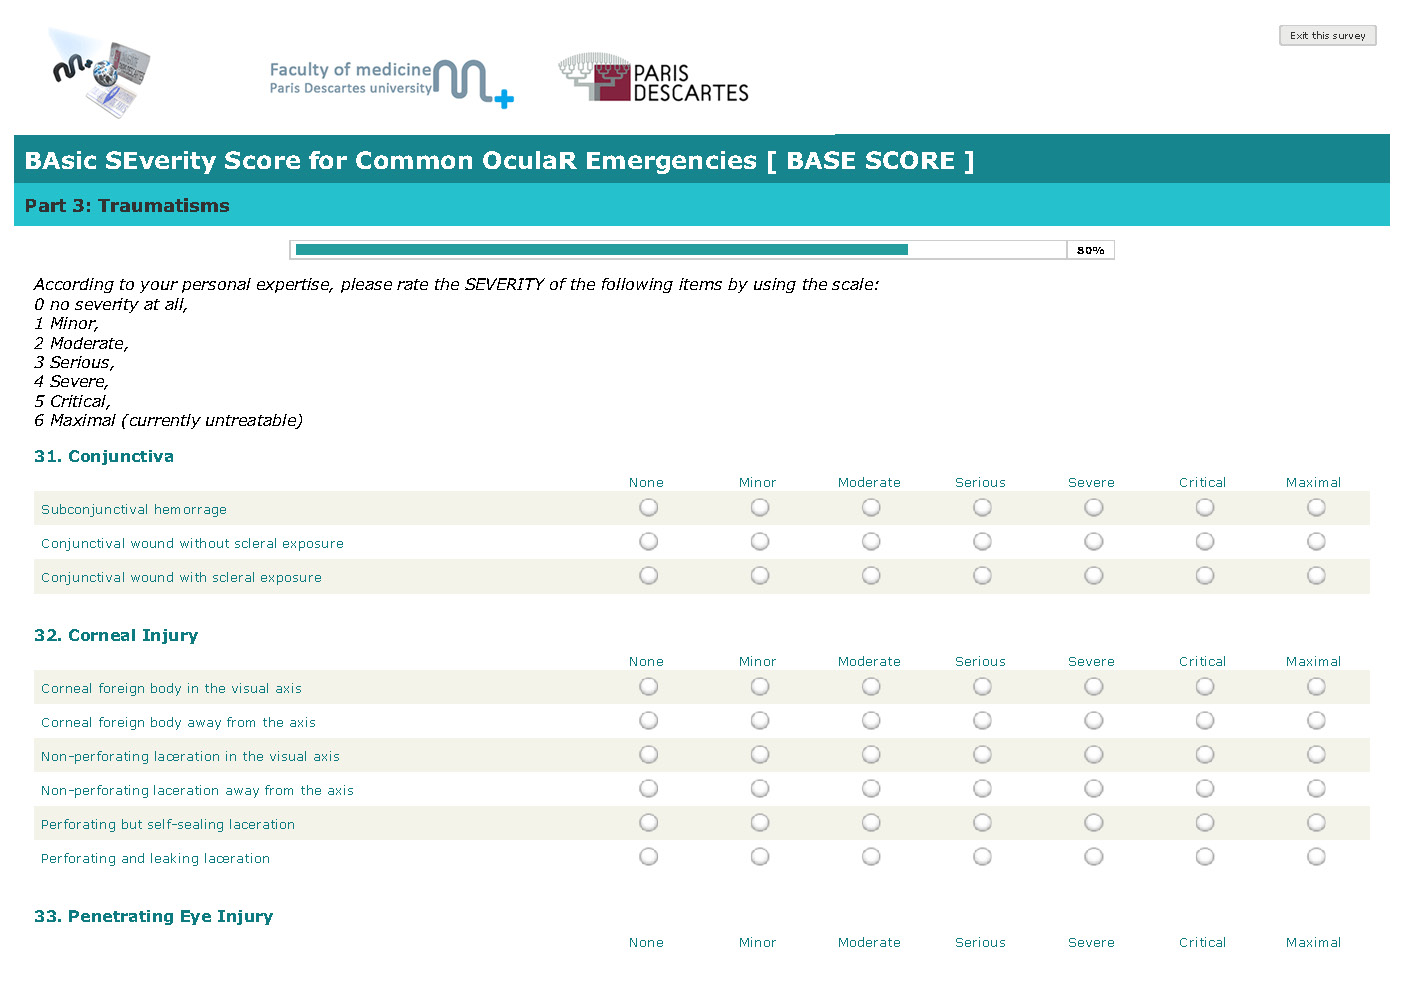 Exit this survey
Faculty of medicine
Paris Descartes university
PARIS
DESCARTES
BAsic SEverity Score for Common OculaR Emergencies [ BASE SCORE ]
Part 3: Traumatisms
80%
According to your personal expertise, please rate the SEVERITY of the following items by using the scale:
0 no severity at all,
1 Minor,
2 Moderate,
3 Serious,
4 Severe,
5 Critical,
6 Maximal (currently untreatable)
31. Conjunctiva
None Minor Moderate Serious Severe Critical Maximal
Subconjunctival hemorrage
Conjunctival wound without scleral exposure
Conjunctival wound with scleral exposure
32. Corneal Injury
None Minor Moderate Serious Severe Critical Maximal
Corneal foreign body in the visual axis
Corneal foreign body away from the axis
Non-perforating laceration in the visual axis
Non-perforating laceration away from the axis
Perforating but self-sealing laceration
Perforating and leaking laceration
33. Penetrating Eye Injury
None Minor Moderate Serious Severe Critical Maximal